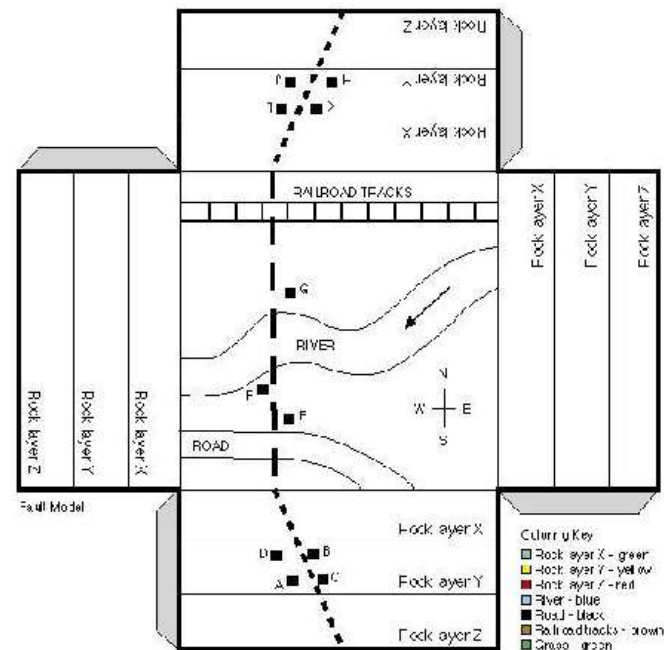 Rock layer Z
Rock layer Y
Rock layer X
J
L
RAILROAD TRACKS
G
RIVER
N
W E
S
F
ROAD
Rock layer Z
Rock layer Y
Rock layer X
Rock layer X
Rock layer Y
Rock layer Z
Fault Model
Rock layer X
D
B
A
C
Rock layer Y
Rock layer Z
Coloring Key
Rock layer X - green
Rock layer Y - yellow
Rock layer Z - red
River - blue
Road - black
Railroad tracks - brown
Grass - green